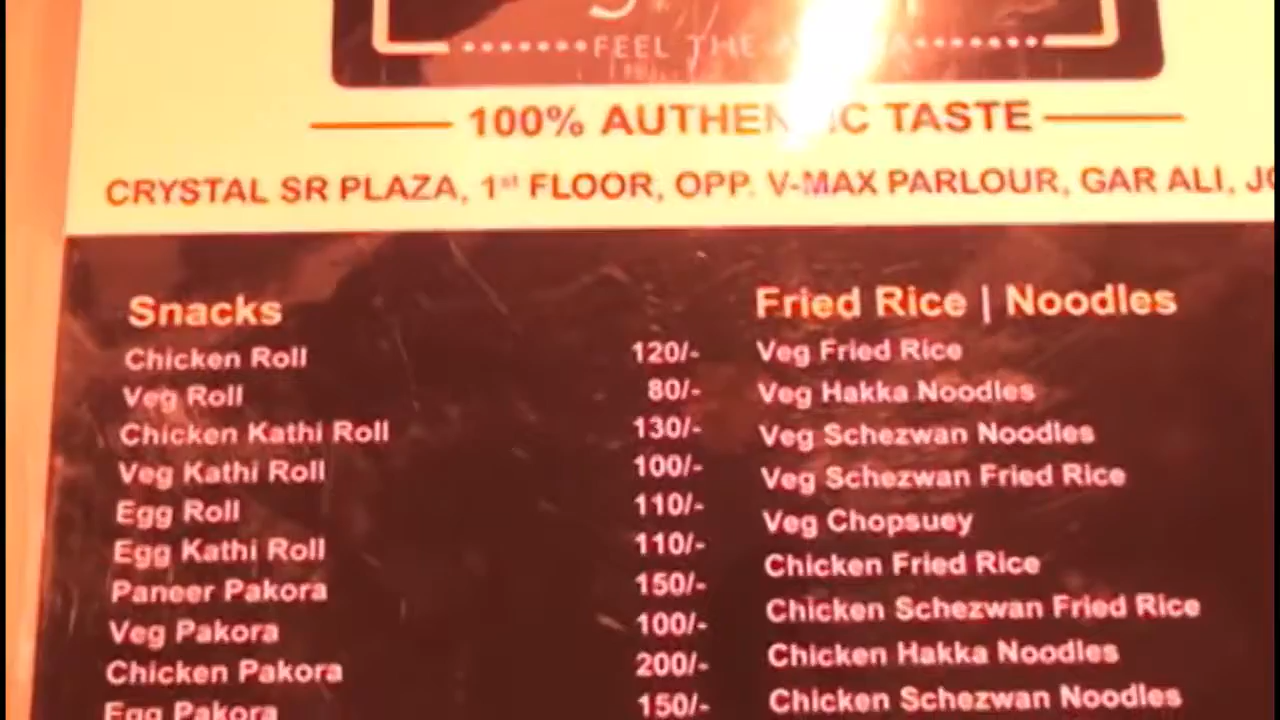 FEEL THE
100% AUTHENTIC TASTE
CRYSTAL SR PLAZA, 1st FLOOR, OPP. V-MAX PARLOUR, GAR ALI,
Snacks
Chicken Roll 120/-
Veg Roll 80/-
Chicken Kathi Roll 130/-
Veg Kathi Roll 100/-
Egg Roll 110/-
Egg Kathi Roll 110/-
Paneer Pakora 150/-
Veg Pakora 100/-
Chicken Pakora 200/-
Egg Pakora 150/-
Fried Rice | Noodles
Veg Fried Rice
Veg Hakka Noodles
Veg Schezwan Noodles
Veg Schezwan Fried Rice
Veg Chopsuey
Chicken Fried Rice
Chicken Schezwan Fried Rice
Chicken Hakka Noodles
Chicken Schezwan Noodles